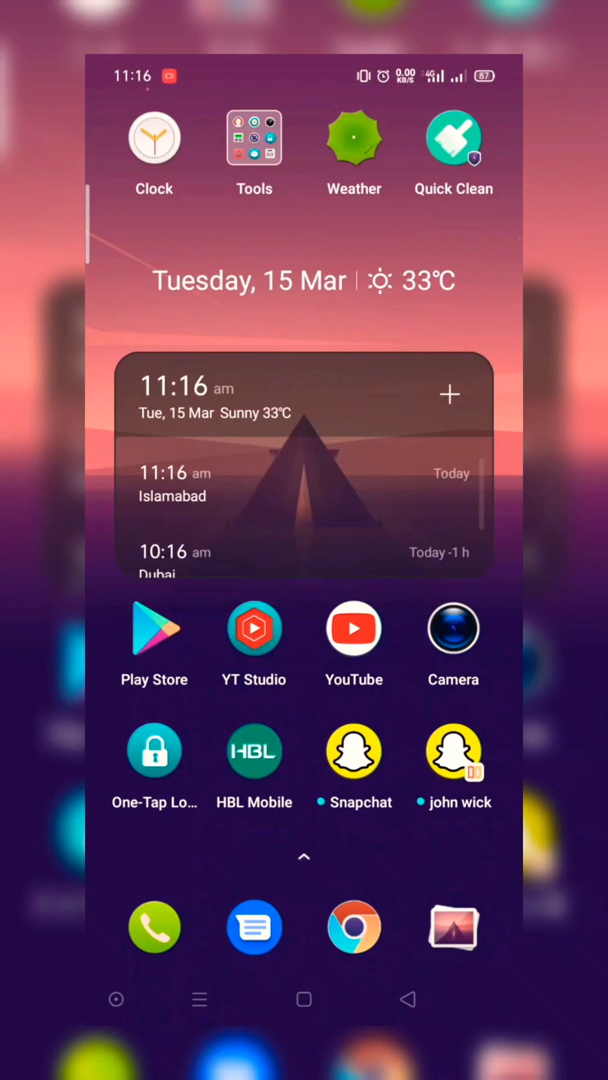 11:16 0.00 KB/S 4G 87
Clock Tools Weather Quick Clean
Tuesday, 15 Mar 33℃
11:16 am
Tue, 15 Mar Sunny 33℃
11:16 am Today
Islamabad
10:16 am Today -1 h
Dubai
Play Store YT Studio YouTube Camera
HBL
One-Tap Lo... HBL Mobile Snapchat john wick